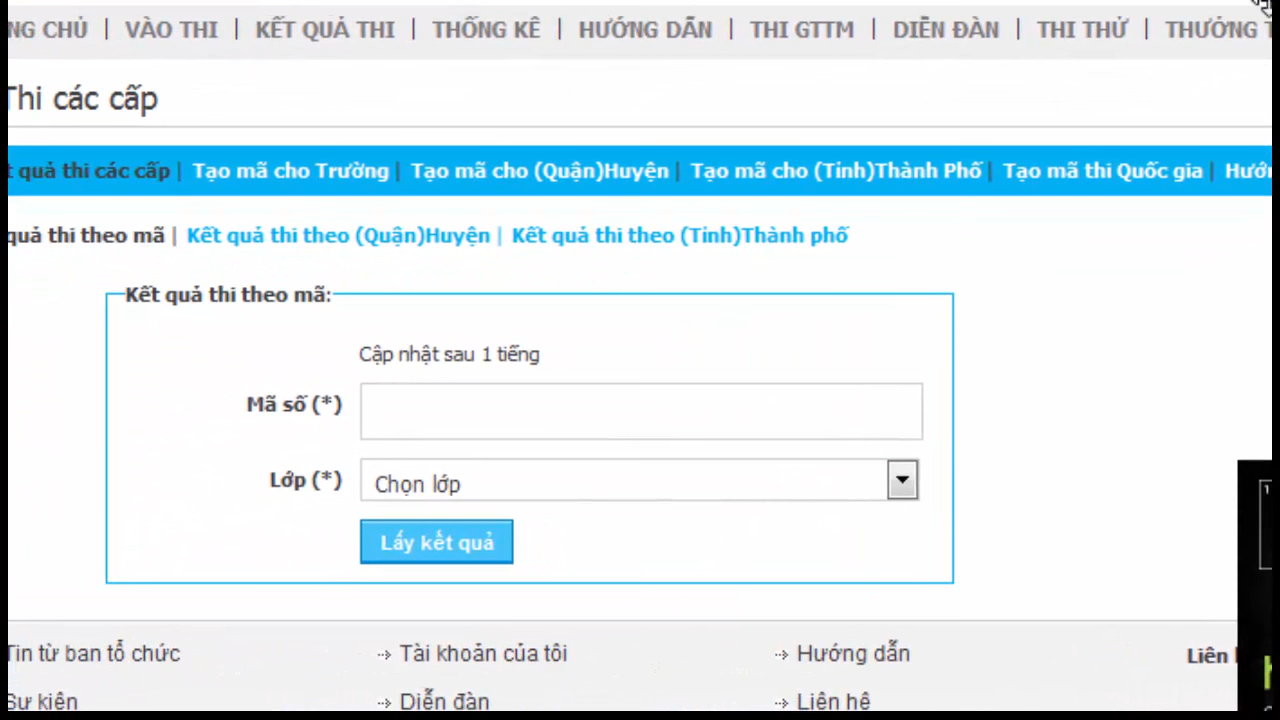 NG CHỦ | VÀO THI | KẾT QUẢ THI | THỐNG KÊ | HƯỚNG DẪN | THI GTTM | DIỄN ĐÀN | THI THỬ | THƯỞNG T
Thi các cấp
t quả thi các cấp | Tạo mã cho Trường | Tạo mã cho (Quận)Huyện | Tạo mã cho (Tỉnh)Thành Phố | Tạo mã thi Quốc gia | Hướn
quả thi theo mã | Kết quả thi theo (Quận)Huyện | Kết quả thi theo (Tỉnh)Thành phố
Kết quả thi theo mã:
Cập nhật sau 1 tiếng
Mã số (*)
Lớp (*) Chọn lớp
Lấy kết quả
Tin từ ban tổ chức Tài khoản của tôi Hướng dẫn Liên
Sự kiện Diễn đàn Liên hệ